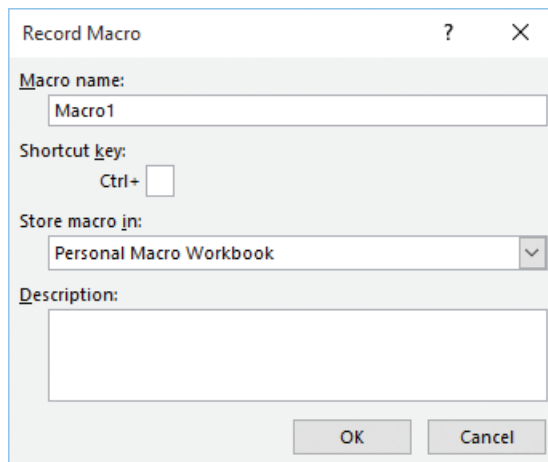 Record Macro ?
Macro name:
Macro1
Shortcut key:
Ctrl+
Store macro in:
Personal Macro Workbook
Description:
OK Cancel